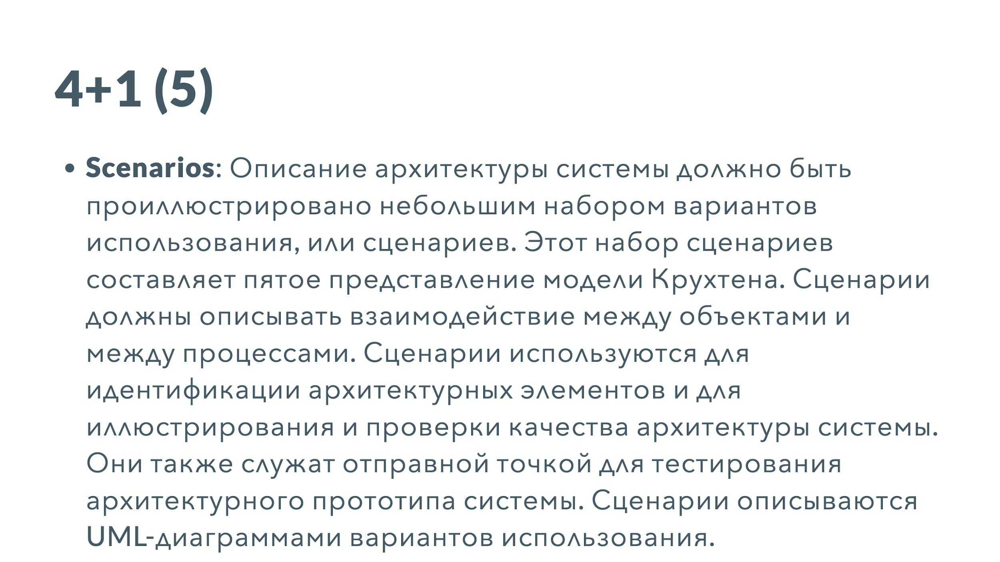 4+1 (5)
• Scenarios: Описание архитектуры системы должно быть
проиллюстрировано небольшим набором вариантов
использования, или сценариев. Этот набор сценариев
составляет пятое представление модели Крухтена. Сценарии
должны описывать взаимодействие между объектами и
между процессами. Сценарии используются для
идентификации архитектурных элементов и для
иллюстрирования и проверки качества архитектуры системы.
Они также служат отправной точкой для тестирования
архитектурного прототипа системы. Сценарии описываются
UML-диаграммами вариантов использования.